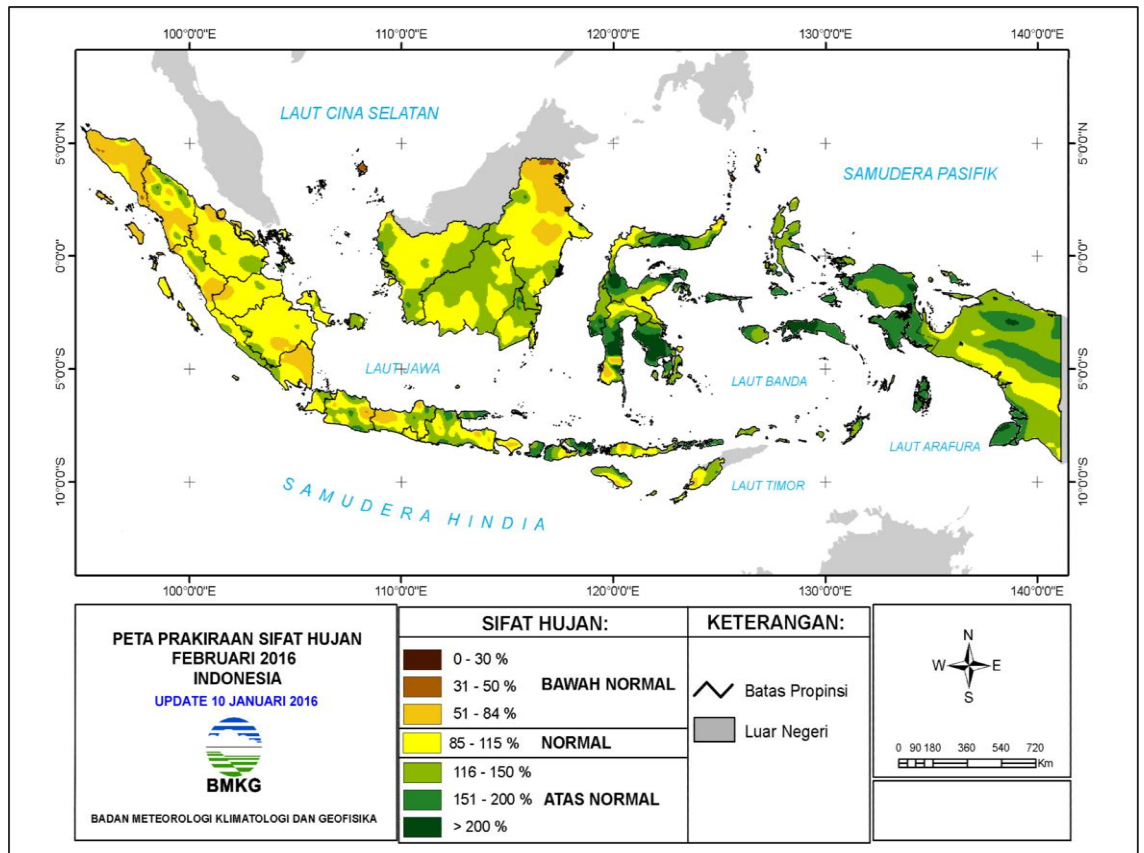 100°0'0"E 110°0'0"E 120°0'0"E 130°0'0"E 140°0'0"E
5°0'0"N 5°0'0"N
0°0'0" 0°0'0"
5°0'0"S 5°0'0"S
10°0'0"S 10°0'0"S
LAUT CINA SELATAN
SAMUDERA PASIFIK
LAUT JAWA
LAUT BANDA
LAUT ARAFURA
LAUT TIMOR
SAMUDERA HINDIA
100°0'0"E 110°0'0"E 120°0'0"E 130°0'0"E 140°0'0"E
PETA PRAKIRAAN SIFAT HUJAN
FEBRUARI 2016
INDONESIA
UPDATE 10 JANUARI 2016
BMKG
BADAN METEOROLOGI KLIMATOLOGI DAN GEOFISIKA
SIFAT HUJAN:
0 - 30 %
31 - 50 % BAWAH NORMAL
51 - 84 %
85 - 115 % NORMAL
116 - 150 %
151 - 200 % ATAS NORMAL
> 200 %
KETERANGAN:
Batas Propinsi
Luar Negeri
N
W E
S
0 90 180 360 540 720
Km